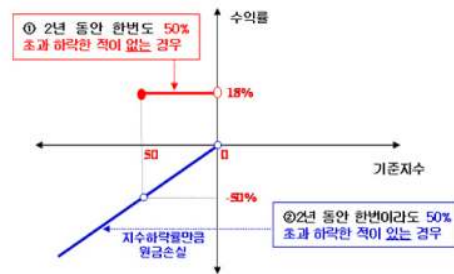 수익률
① 2년 동안 한번도 50%
초과 하락한 적이 없는 경우
18%
50
0
기준지수
-50%
②2년 동안 한번이라도 50%
초과 하락한 적이 있는 경우
지수하락률만큼
원금손실